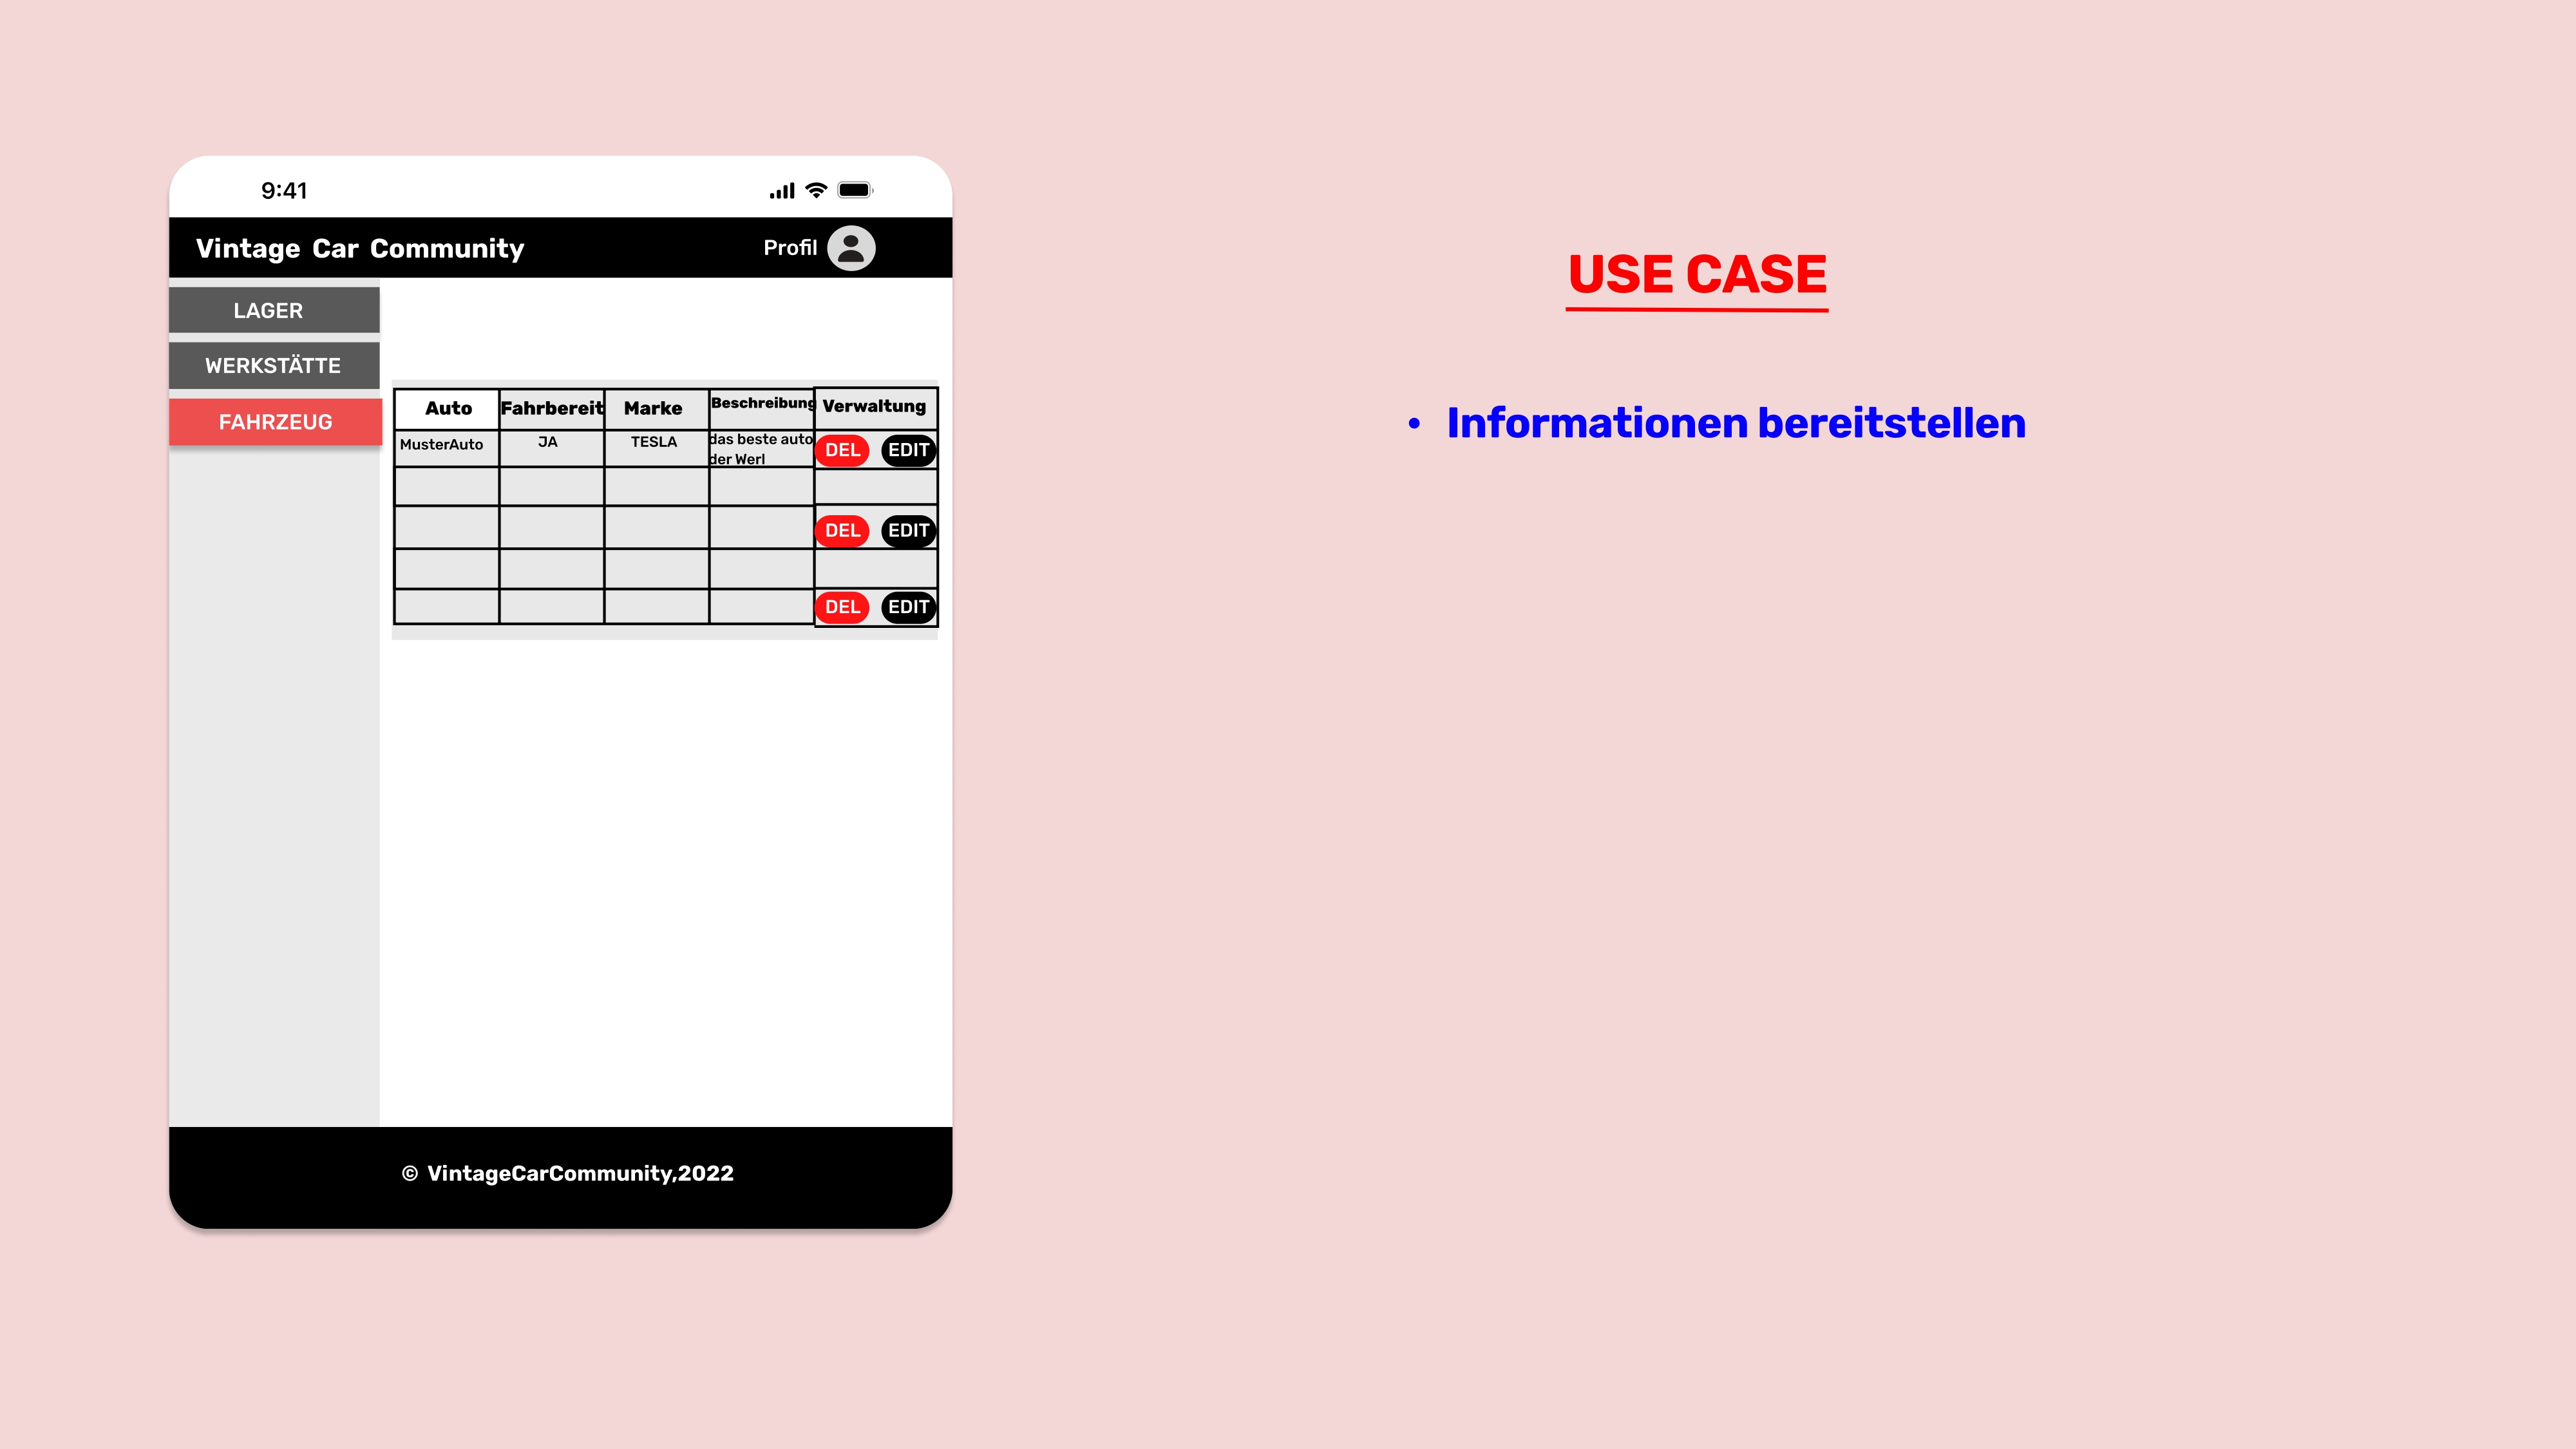 9:41
Vintage Car Community
Profil
LAGER
WERKSTÄTTE
FAHRZEUG
Auto Fahrbereit Marke Beschreibung Verwaltung
MusterAuto JA TESLA das beste auto DEL EDIT
der Werl
DEL EDIT
DEL EDIT
© VintageCarCommunity,2022
USE CASE
• Informationen bereitstellen